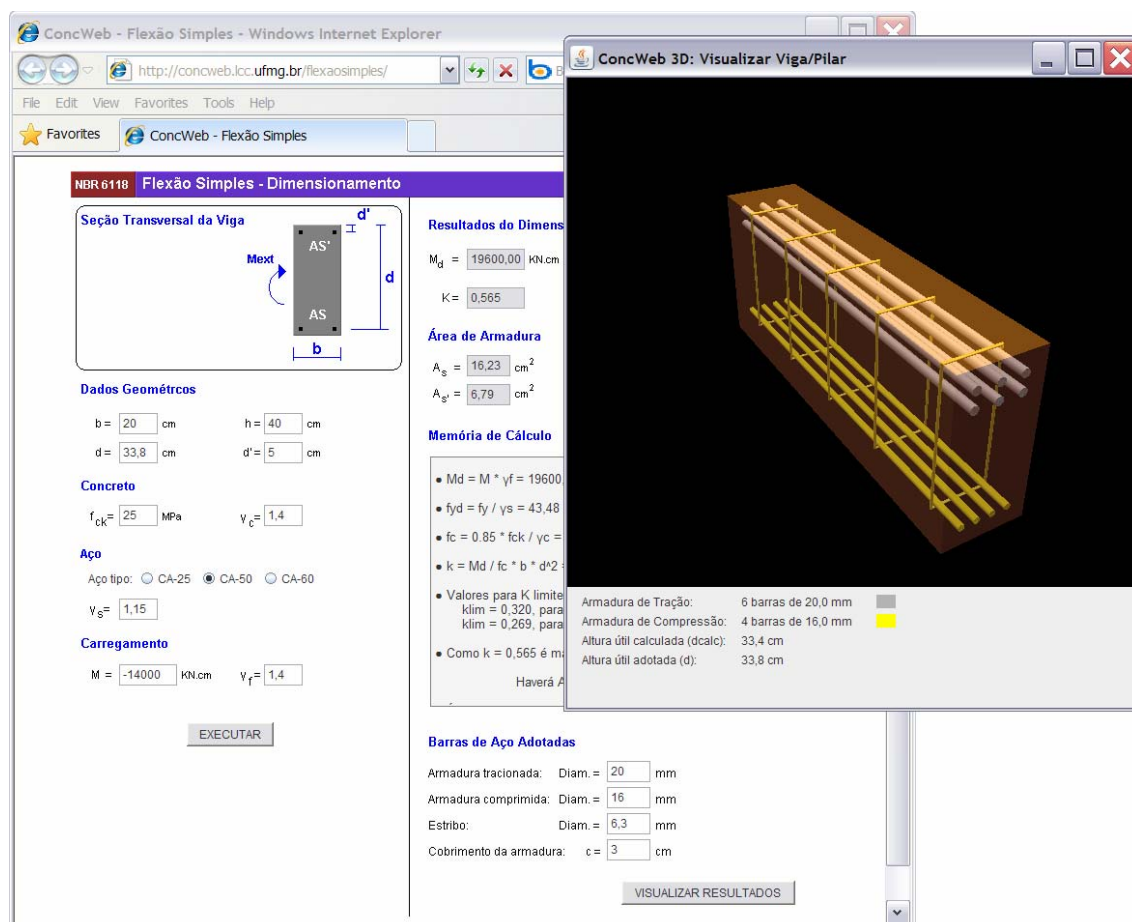 ConcWeb - Flexão Simples - Windows Internet Explorer
http://concweb.lcc.ufmg.br/flexaosimples/
File Edit View Favorites Tools Help
Favorites
ConcWeb - Flexão Simples
NBR 6118 Flexão Simples - Dimensionamento
Seção Transversal da Viga
d'
AS'
Mext
d
AS
b
Dados Geométrcos
b = 20 cm h = 40 cm
d = 33,8 cm d' = 5 cm
Concreto
fck = 25 MPa γc = 1,4
Aço
Aço tipo: CA-25 CA-50 CA-60
γs = 1,15
Carregamento
M = -14000 KN.cm γf = 1,4
EXECUTAR
Resultados do Dimens
Md = 19600,00 KN.cm
K = 0,565
Área de Armadura
As = 16,23 cm2
As' = 6,79 cm2
Memória de Cálculo
• Md = M * γf = 19600,
• fyd = fy / γs = 43,48
• fc = 0.85 * fck / γc =
• k = Md / fc * b * d^2 =
• Valores para K limite
klim = 0,320, para
klim = 0,269, para
• Como k = 0,565 é ma
Haverá A
Barras de Aço Adotadas
Armadura tracionada: Diam. = 20 mm
Armadura comprimida: Diam. = 16 mm
Estribo: Diam. = 6,3 mm
Cobrimento da armadura: c = 3 cm
VISUALIZAR RESULTADOS
ConcWeb 3D: Visualizar Viga/Pilar
Armadura de Tração: 6 barras de 20,0 mm
Armadura de Compressão: 4 barras de 16,0 mm
Altura útil calculada (dcalc): 33,4 cm
Altura útil adotada (d): 33,8 cm